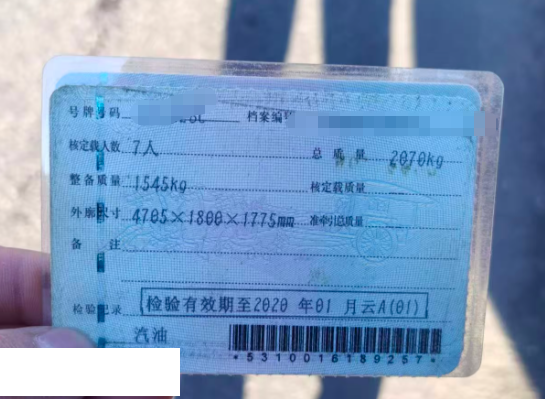 号牌号码 档案编号
核定载人数 7人 总质量 2070kg
整备质量 1545kg 核定载质量
外廓尺寸 4705×1800×1775mm 准牵引总质量
备注
检验记录 检验有效期至2020年01月云A(01)
汽油
*5310016189257*